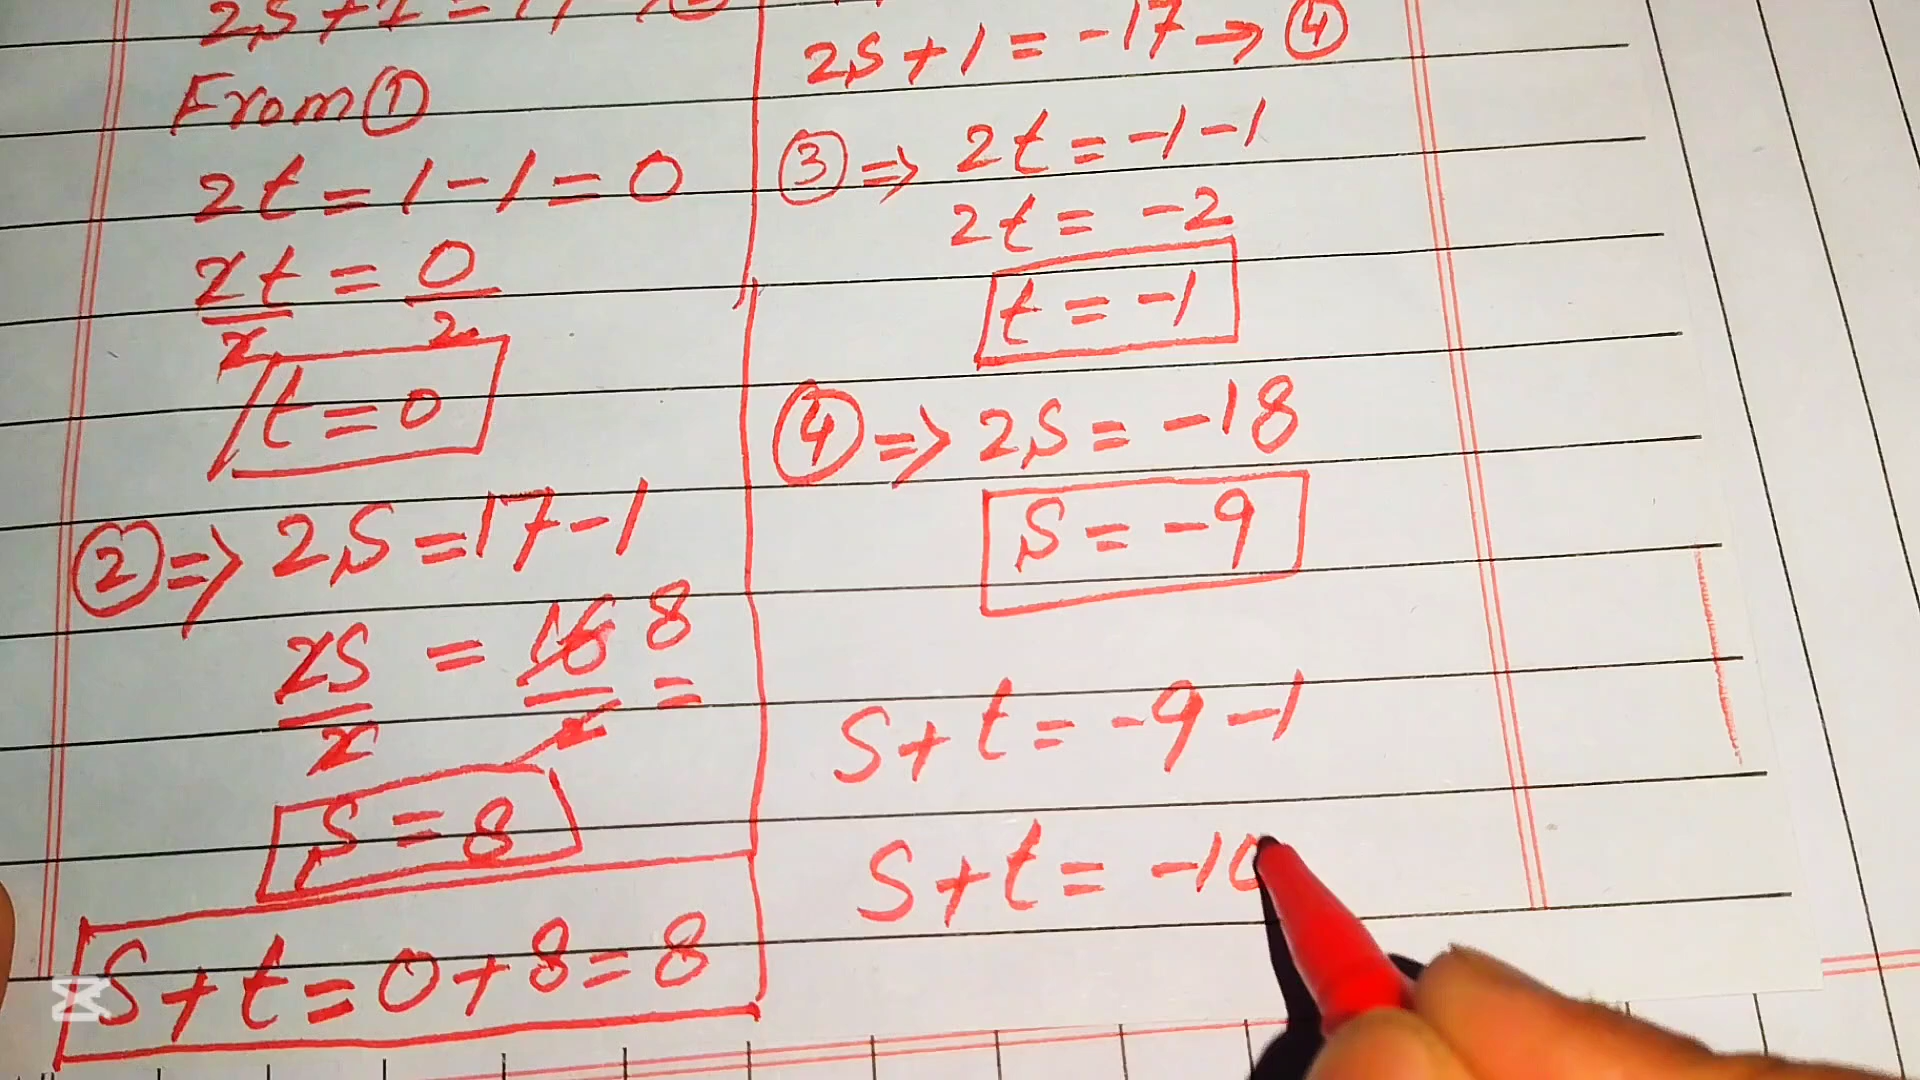 From ①
2t = 1 - 1 = 0
2t/2 = 0/2
t = 0
② => 2s = 17 - 1
2s/2 = 16/2 = 8
s = 8
s + t = 0 + 8 = 8
2s + 1 = -17 → ④
③ => 2t = -1 - 1
2t = -2
t = -1
④ => 2s = -18
s = -9
s + t = -9 - 1
s + t = -10